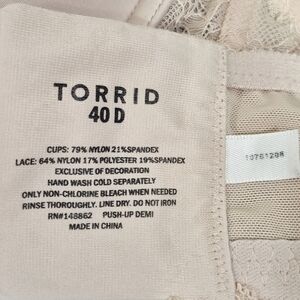 TORRID
40 D
CUPS: 79% NYLON 21%SPANDEX
LACE: 64% NYLON 17% POLYESTER 19%SPANDEX
EXCLUSIVE OF DECORATION
HAND WASH COLD SEPARATELY
ONLY NON-CHLORINE BLEACH WHEN NEEDED
RINSE THOROUGHLY. LINE DRY. DO NOT IRON
RN#148862 PUSH-UP DEMI
MADE IN CHINA
10761208